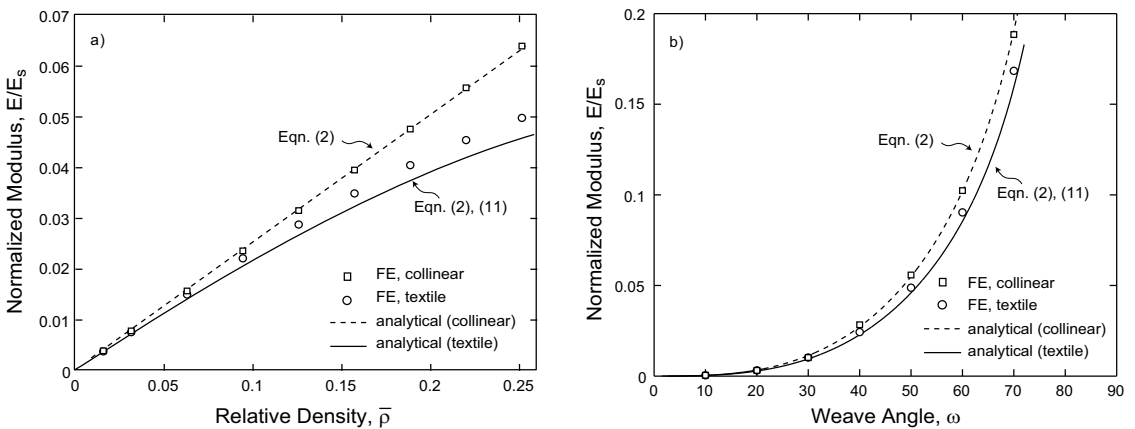 a)
Normalized Modulus, E/Es
0.07
0.06
0.05
0.04
0.03
0.02
0.01
0
0 0.05 0.1 0.15 0.2 0.25
Relative Density, ρ̅
Eqn. (2)
Eqn. (2), (11)
FE, collinear
FE, textile
analytical (collinear)
analytical (textile)
b)
Normalized Modulus, E/Es
0.2
0.15
0.1
0.05
0
0 10 20 30 40 50 60 70 80 90
Weave Angle, ω
Eqn. (2)
Eqn. (2), (11)
FE, collinear
FE, textile
analytical (collinear)
analytical (textile)